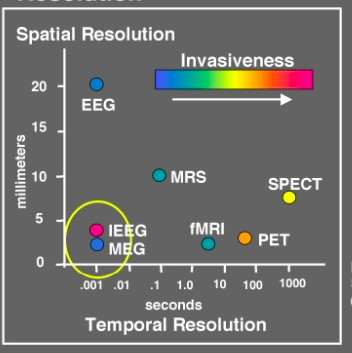 Spatial Resolution
Invasiveness
20
EEG
15
millimeters
10
MRS
SPECT
5
IEEG
fMRI
PET
MEG
0
.001 .01 .1 1.0 10 100 1000
seconds
Temporal Resolution